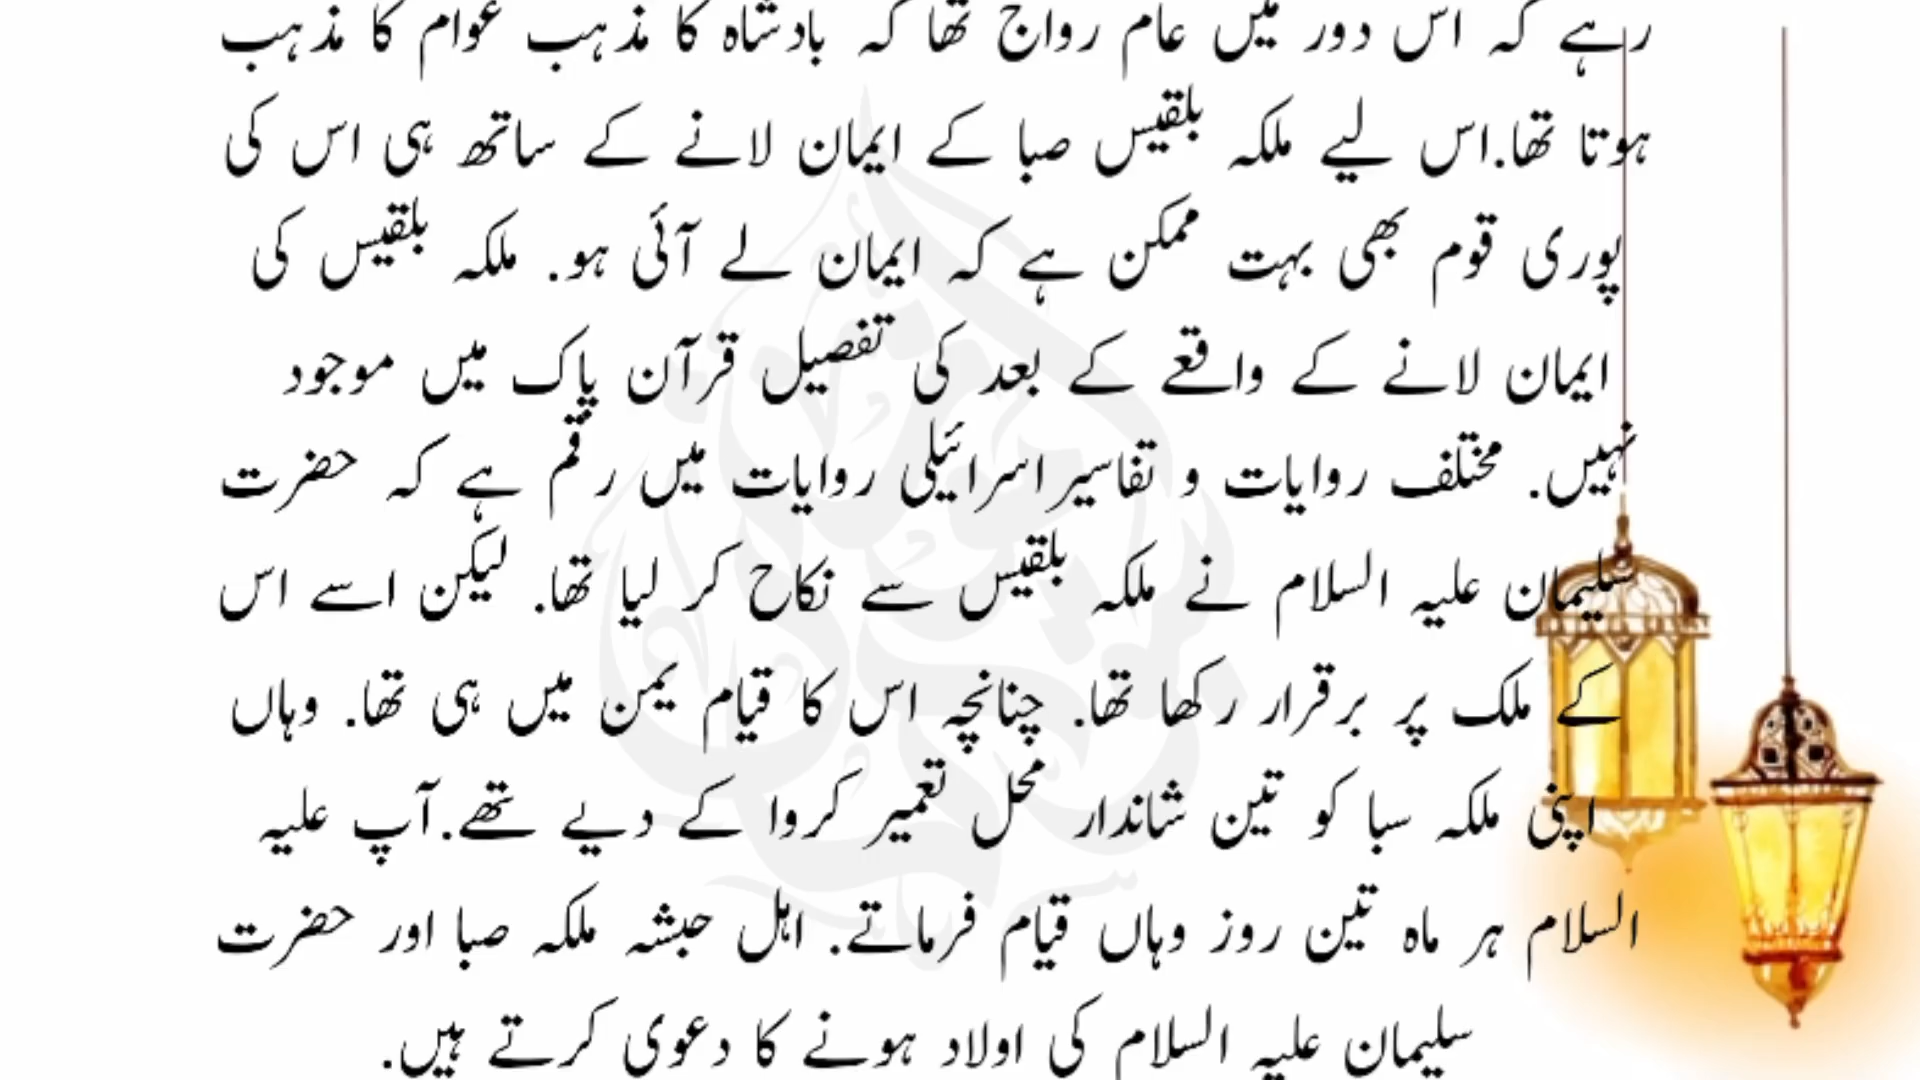 رہے کہ اس دور میں عام رواج تھا کہ بادشاہ کا مذہب عوام کا مذہب
ہوتا تھا.اس لیے ملکہ بلقیس صبا کے ایمان لانے کے ساتھ ہی اس کی
پوری قوم بھی بہت ممکن ہے کہ ایمان لے آئی ہو. ملکہ بلقیس کی
ایمان لانے کے واقعے کے بعد کی تفصیل قرآن پاک میں موجود
نہیں. مختلف روایات و تفاسیر اسرائیلی روایات میں رقم ہے کہ حضرت
سلیمان علیہ السلام نے ملکہ بلقیس سے نکاح کر لیا تھا. لیکن اسے اس
کے ملک پر برقرار رکھا تھا. چنانچہ اس کا قیام یمن میں ہی تھا. وہاں
اپنی ملکہ سبا کو تین شاندار محل تعمیر کروا کے دیے تھے.آپ علیہ
السلام ہر ماہ تین روز وہاں قیام فرماتے. اہل حبشہ ملکہ صبا اور حضرت
سلیمان علیہ السلام کی اولاد ہونے کا دعوی کرتے ہیں.